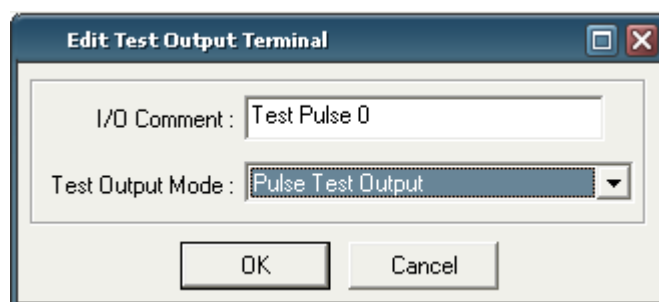 Edit Test Output Terminal
I/O Comment : Test Pulse 0
Test Output Mode : Pulse Test Output
OK Cancel